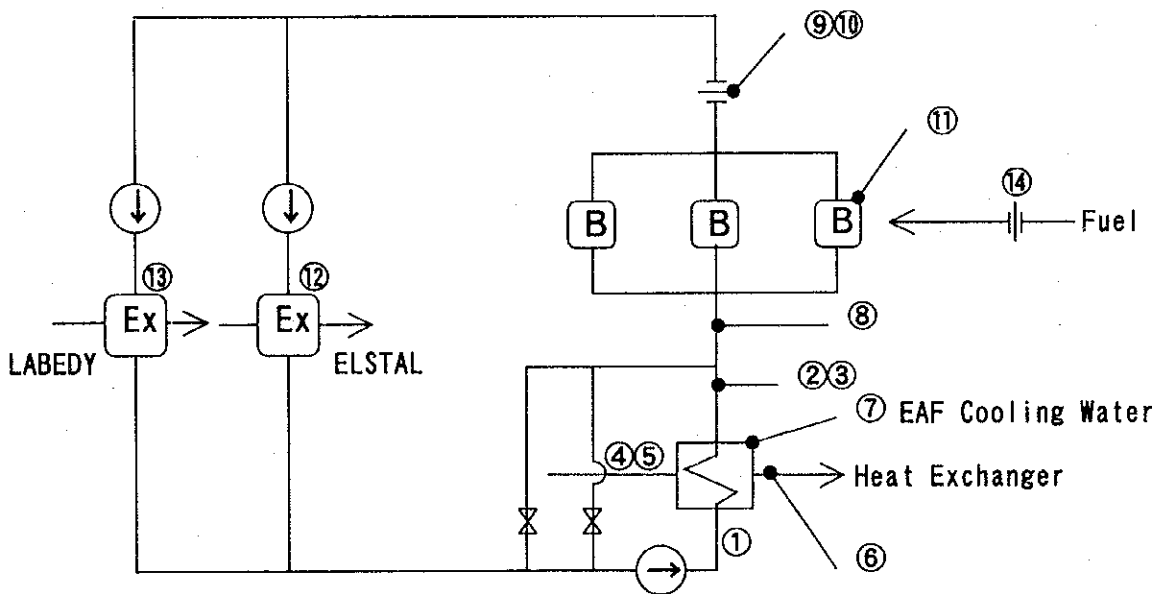 ⑨⑩
⑪
⑭
B
B
B
Fuel
⑬
⑫
Ex
Ex
⑧
LABEDY
ELSTAL
②③
⑦ EAF Cooling Water
④⑤
Heat Exchanger
①
⑥